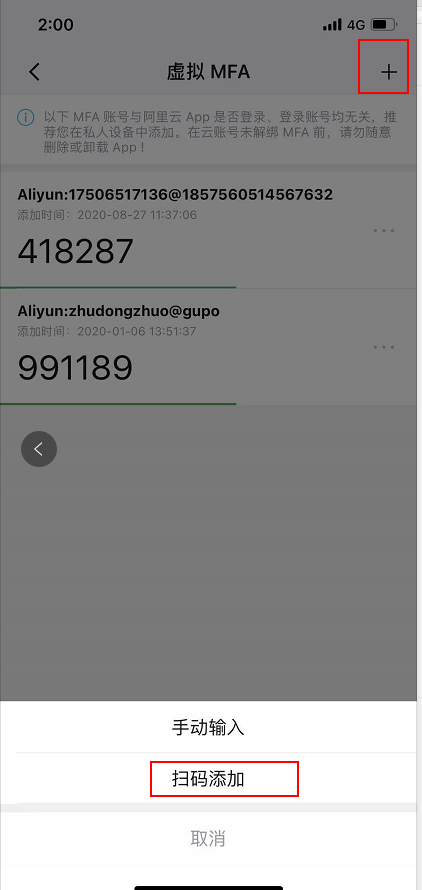 2:00
4G
虚拟 MFA
以下 MFA 账号与阿里云 App 是否登录、登录账号均无关，推
荐您在私人设备中添加。在云账号未解绑 MFA 前，请勿随意
删除或卸载 App！
Aliyun:17506517136@1857560514567632
添加时间：2020-08-27 11:37:06
418287
Aliyun:zhudongzhuo@gupo
添加时间：2020-01-06 13:51:37
991189
手动输入
扫码添加
取消